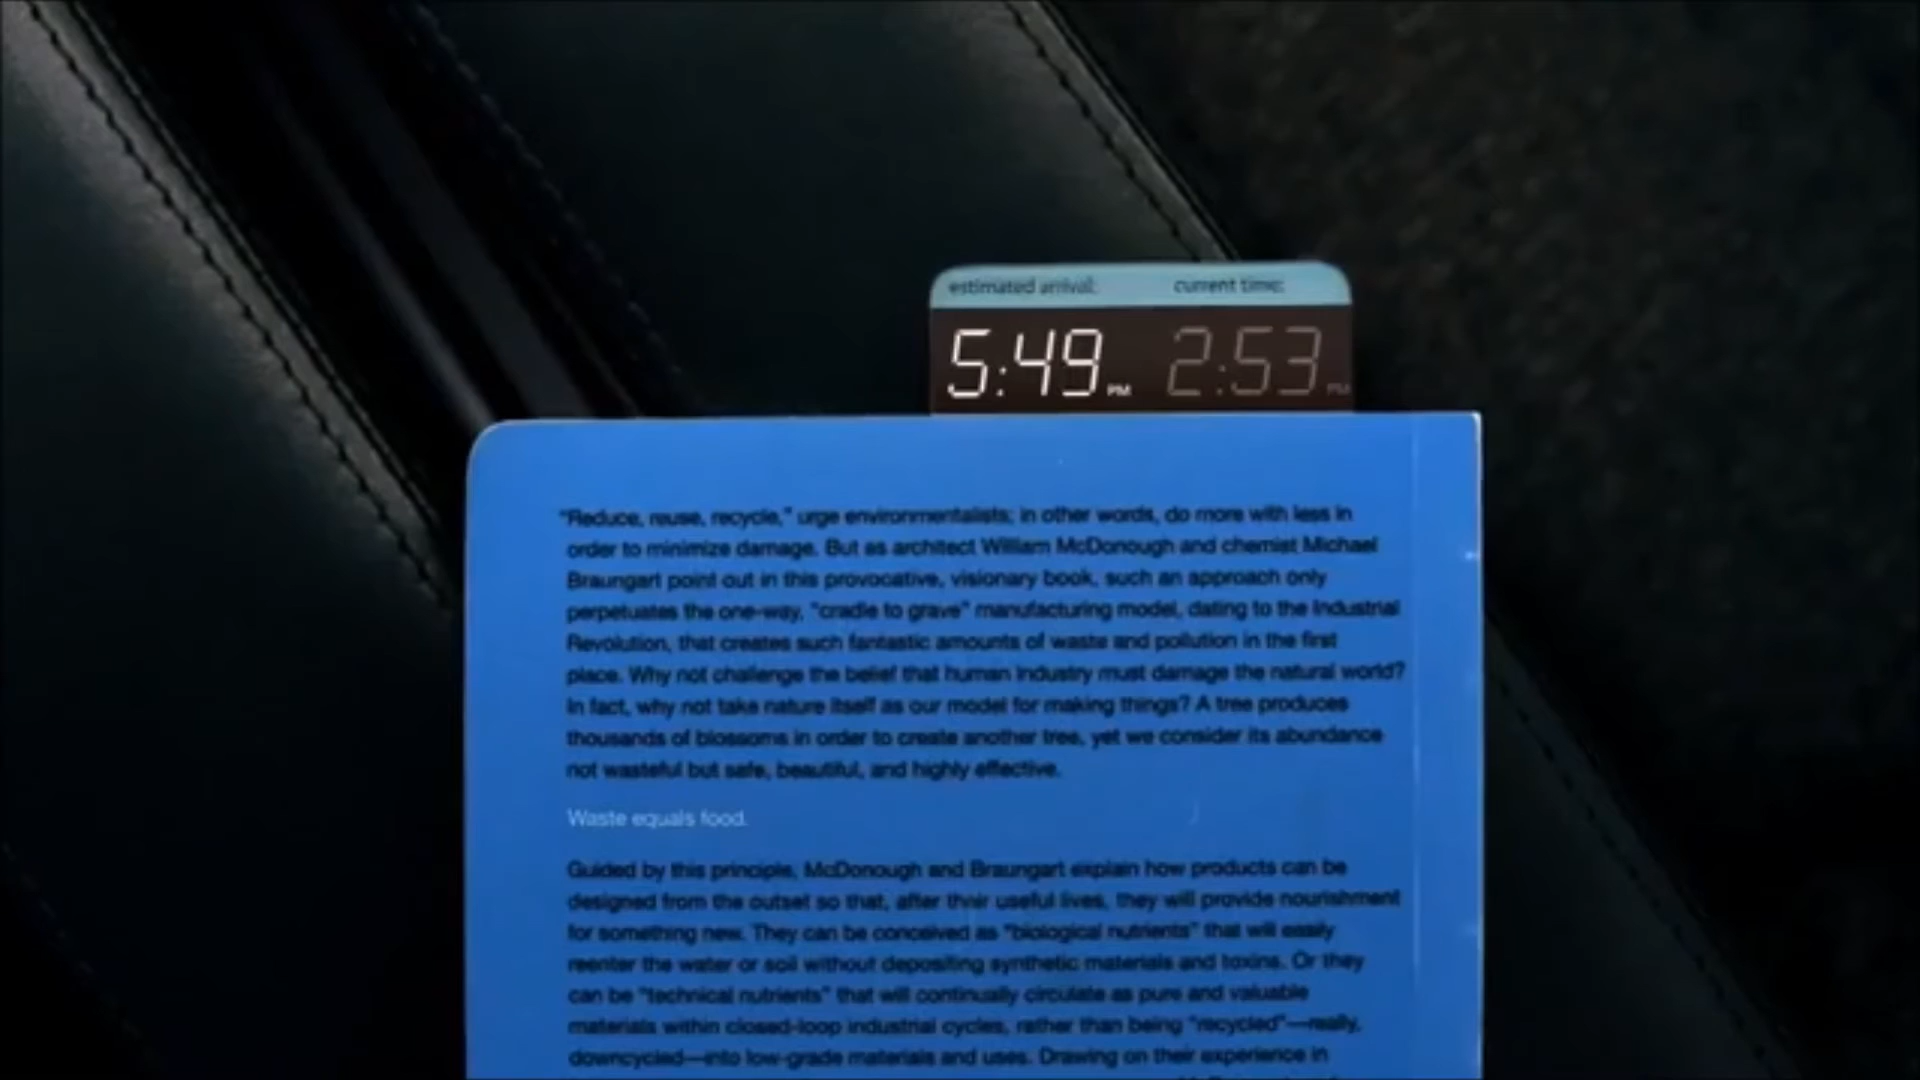 estimated arrival: current time:
5:49 PM 2:53 PM
"Reduce, reuse, recycle," urge environmentalists; in other words, do more with less in
order to minimize damage. But as architect William McDonough and chemist Michael
Braungart point out in this provocative, visionary book, such an approach only
perpetuates the one-way, "cradle to grave" manufacturing model, dating to the Industrial
Revolution, that creates such fantastic amounts of waste and pollution in the first
place. Why not challenge the belief that human industry must damage the natural world?
In fact, why not take nature itself as our model for making things? A tree produces
thousands of blossoms in order to create another tree, yet we consider its abundance
not wasteful but safe, beautiful, and highly effective.
Waste equals food.
Guided by this principle, McDonough and Braungart explain how products can be
designed from the outset so that, after their useful lives, they will provide nourishment
for something new. They can be conceived as "biological nutrients" that will easily
reenter the water or soil without depositing synthetic materials and toxins. Or they
can be "technical nutrients" that will continually circulate as pure and valuable
materials within closed-loop industrial cycles, rather than being "recycled"—really,
downcycled—into low-grade materials and uses. Drawing on their experience in